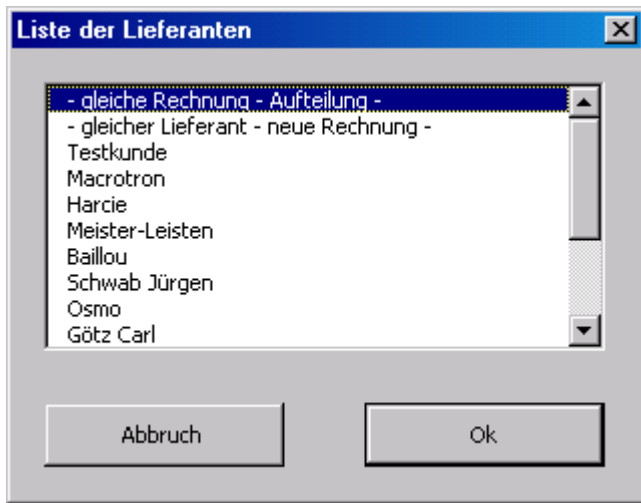 Liste der Lieferanten
- gleiche Rechnung - Aufteilung -
- gleicher Lieferant - neue Rechnung -
Testkunde
Macrotron
Harcie
Meister-Leisten
Baillou
Schwab Jürgen
Osmo
Götz Carl
Abbruch
Ok